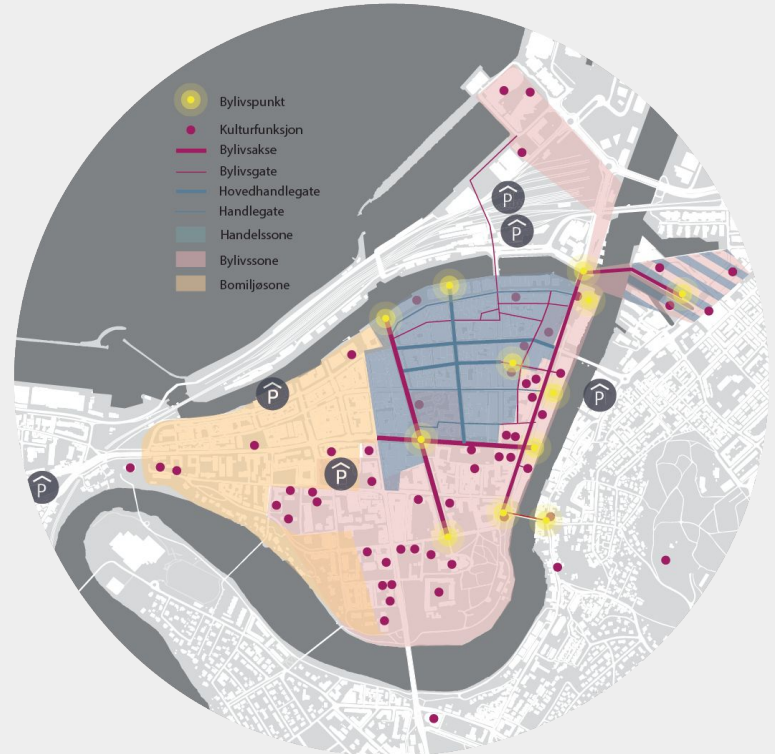 Bylivspunkt
Kulturfunksjon
Bylivsakse
Bylivsgate
Hovedhandlegate
Handlegate
Handelssone
Bylivssone
Bomiljøsone
P
P
P
P
P
P